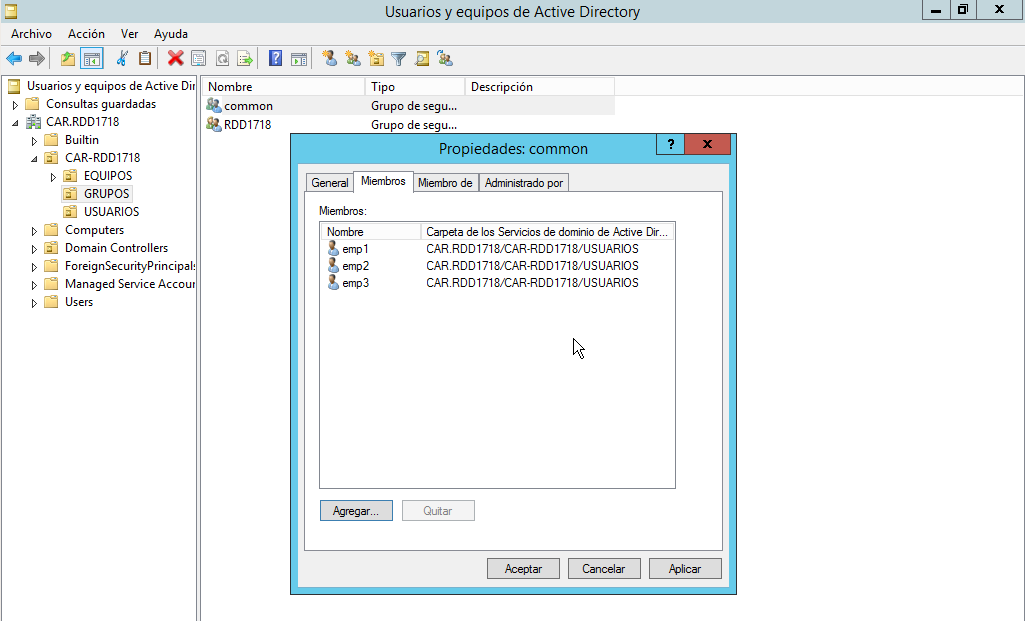 Usuarios y equipos de Active Directory
Archivo Acción Ver Ayuda
Usuarios y equipos de Active Dir
Consultas guardadas
CAR.RDD1718
Builtin
CAR-RDD1718
EQUIPOS
GRUPOS
USUARIOS
Computers
Domain Controllers
ForeignSecurityPrincipals
Managed Service Accour
Users
Nombre Tipo Descripción
common Grupo de segu...
RDD1718 Grupo de segu...
Propiedades: common
? x
General Miembros Miembro de Administrado por
Miembros:
Nombre Carpeta de los Servicios de dominio de Active Dir...
emp1 CAR.RDD1718/CAR-RDD1718/USUARIOS
emp2 CAR.RDD1718/CAR-RDD1718/USUARIOS
emp3 CAR.RDD1718/CAR-RDD1718/USUARIOS
Agregar... Quitar
Aceptar Cancelar Aplicar